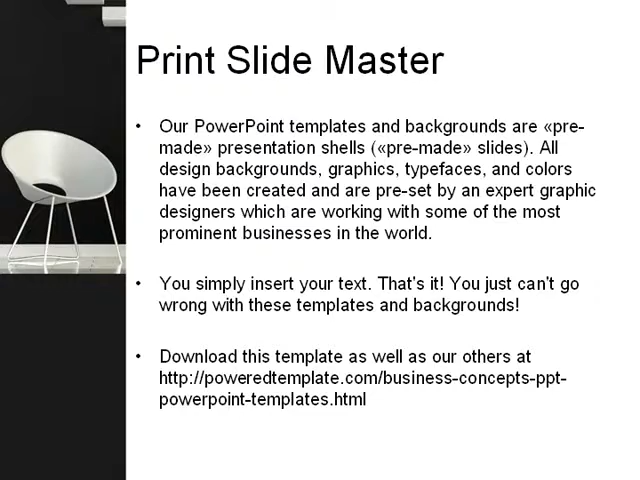 Print Slide Master
• Our PowerPoint templates and backgrounds are «pre-
made» presentation shells («pre-made» slides). All
design backgrounds, graphics, typefaces, and colors
have been created and are pre-set by an expert graphic
designers which are working with some of the most
prominent businesses in the world.
• You simply insert your text. That's it! You just can't go
wrong with these templates and backgrounds!
• Download this template as well as our others at
http://poweredtemplate.com/business-concepts-ppt-
powerpoint-templates.html